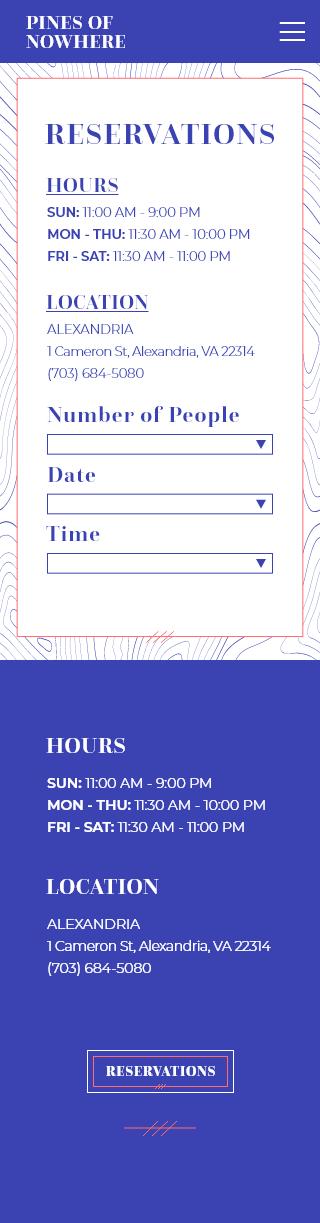 PINES OF
NOWHERE
RESERVATIONS
HOURS
SUN: 11:00 AM - 9:00 PM
MON - THU: 11:30 AM - 10:00 PM
FRI - SAT: 11:30 AM - 11:00 PM
LOCATION
ALEXANDRIA
1 Cameron St, Alexandria, VA 22314
(703) 684-5080
Number of People
Date
Time
HOURS
SUN: 11:00 AM - 9:00 PM
MON - THU: 11:30 AM - 10:00 PM
FRI - SAT: 11:30 AM - 11:00 PM
LOCATION
ALEXANDRIA
1 Cameron St, Alexandria, VA 22314
(703) 684-5080
RESERVATIONS